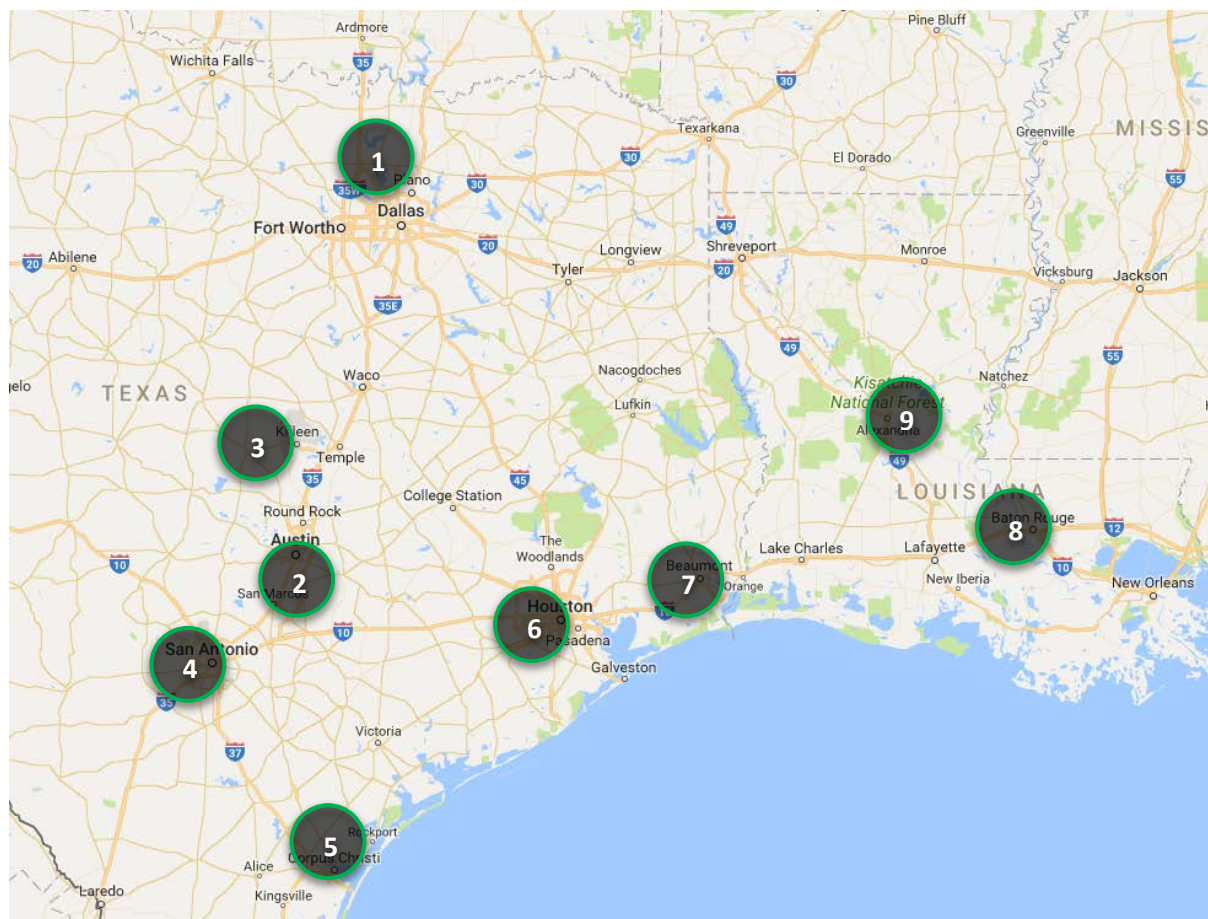 Ardmore
Pine Bluff
Wichita Falls
35
30
Texarkana
Greenville
MISSIS
1
El Dorado
30
35W
Plano
30
55
Dallas
Fort Worth
49
20
Longview
Shreveport
Monroe
Abilene
20
Tyler
20
Vicksburg
Jackson
35E
49
55
Waco
Nacogdoches
Natchez
Kisatchie
National Forest
TEXAS
Lufkin
9
Alexandria
3
Killeen
Temple
49
35
45
LOUISIANA
College Station
Round Rock
Baton Rouge
8
12
Austin
The
Woodlands
10
Lake Charles
Lafayette
10
2
Beaumont
7
Orange
New Iberia
New Orleans
San Marcos
Houston
10
6
10
Pasadena
San Antonio
4
Galveston
35
Victoria
37
5
Rockport
Corpus Christi
Alice
Laredo
Kingsville